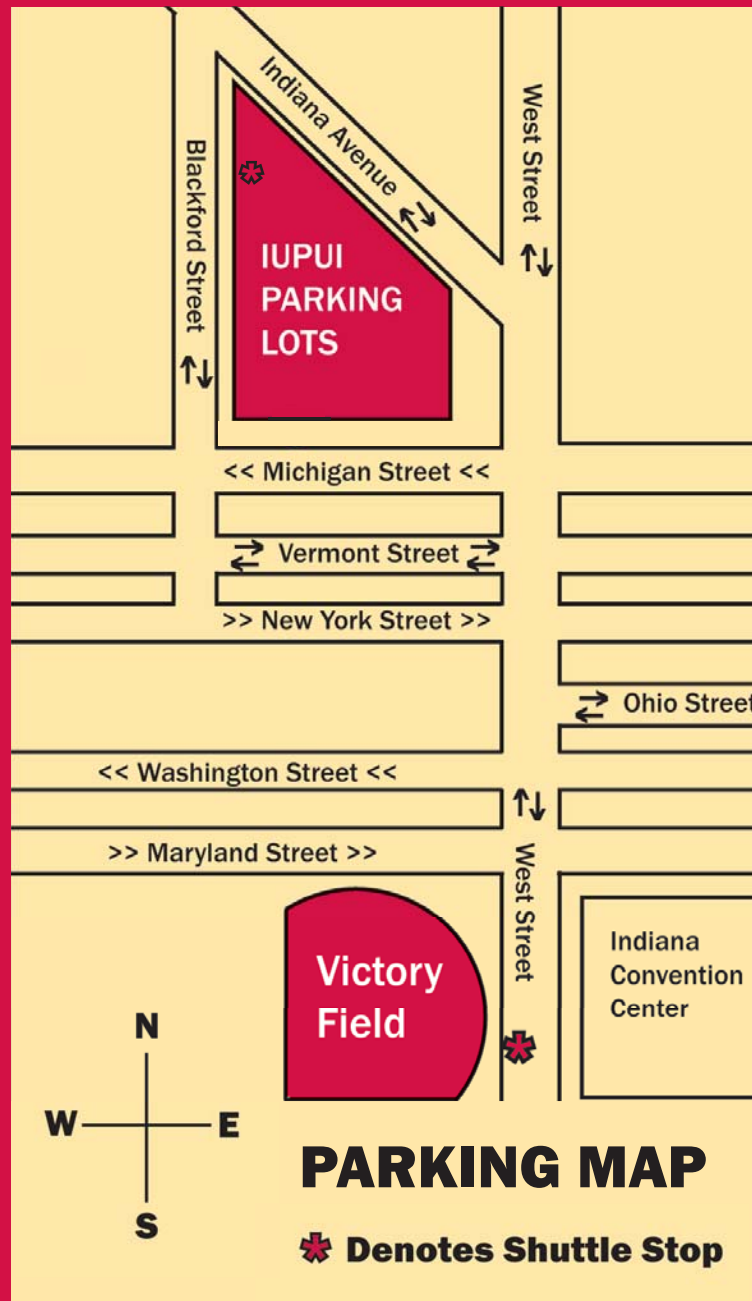 Indiana Avenue
West Street
Blackford Street
IUPUI
PARKING
LOTS
<< Michigan Street <<
Vermont Street
>> New York Street >>
Ohio Street
<< Washington Street <<
>> Maryland Street >>
West Street
Victory
Field
Indiana
Convention
Center
N
W
E
S
PARKING MAP
* Denotes Shuttle Stop